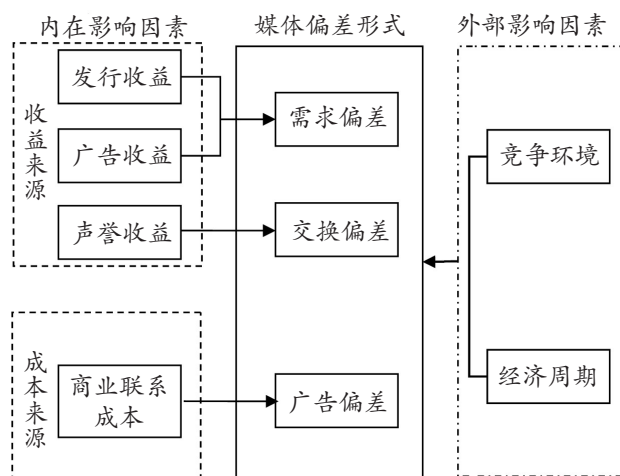 内在影响因素
媒体偏差形式
外部影响因素
收益来源
发行收益
广告收益
声誉收益
需求偏差
交换偏差
竞争环境
成本来源
商业联系
成本
广告偏差
经济周期